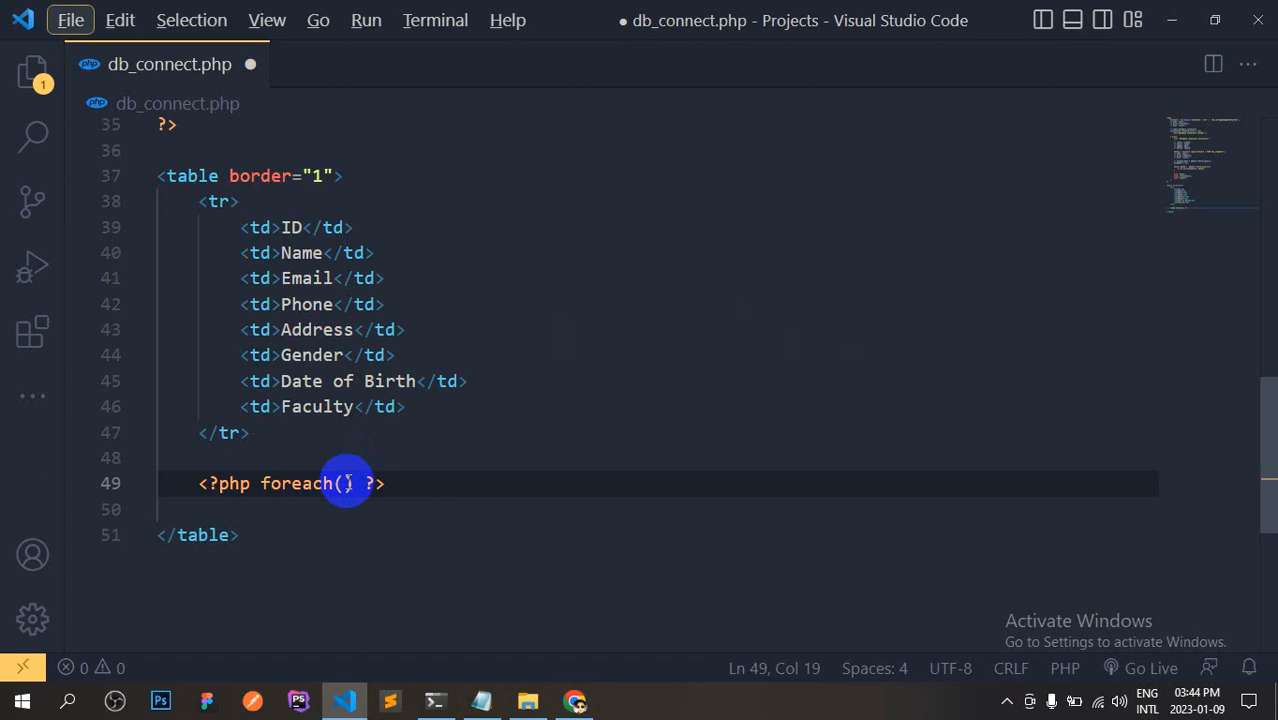 File Edit Selection View Go Run Terminal Help
● db_connect.php - Projects - Visual Studio Code
php db_connect.php
1
php db_connect.php
35 ?>
36
37 <table border="1">
38 <tr>
39 <td>ID</td>
40 <td>Name</td>
41 <td>Email</td>
42 <td>Phone</td>
43 <td>Address</td>
44 <td>Gender</td>
45 <td>Date of Birth</td>
46 <td>Faculty</td>
47 </tr>
48
49 <?php foreach() ?>
50
51 </table>
Activate Windows
Go to Settings to activate Windows.
0 0 Ln 49, Col 19 Spaces: 4 UTF-8 CRLF PHP Go Live
Ps PS
ENG 03:44 PM
INTL 2023-01-09